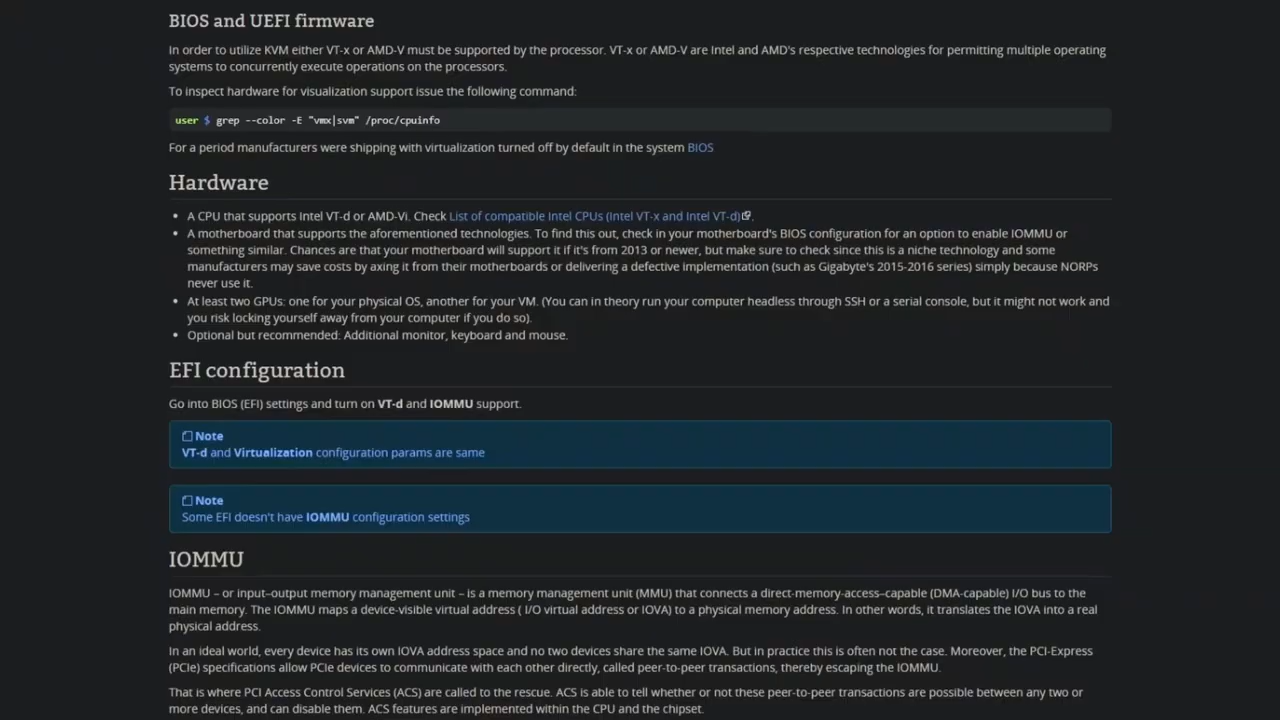 BIOS and UEFI firmware
In order to utilize KVM either VT-x or AMD-V must be supported by the processor. VT-x or AMD-V are Intel and AMD's respective technologies for permitting multiple operating
systems to concurrently execute operations on the processors.
To inspect hardware for visualization support issue the following command:
user $ grep --color -E "vmx|svm" /proc/cpuinfo
For a period manufacturers were shipping with virtualization turned off by default in the system BIOS
Hardware
• A CPU that supports Intel VT-d or AMD-Vi. Check List of compatible Intel CPUs (Intel VT-x and Intel VT-d).
• A motherboard that supports the aforementioned technologies. To find this out, check in your motherboard's BIOS configuration for an option to enable IOMMU or
something similar. Chances are that your motherboard will support it if it's from 2013 or newer, but make sure to check since this is a niche technology and some
manufacturers may save costs by axing it from their motherboards or delivering a defective implementation (such as Gigabyte's 2015-2016 series) simply because NORPs
never use it.
• At least two GPUs: one for your physical OS, another for your VM. (You can in theory run your computer headless through SSH or a serial console, but it might not work and
you risk locking yourself away from your computer if you do so).
• Optional but recommended: Additional monitor, keyboard and mouse.
EFI configuration
Go into BIOS (EFI) settings and turn on VT-d and IOMMU support.
Note
VT-d and Virtualization configuration params are same
Note
Some EFI doesn't have IOMMU configuration settings
IOMMU
IOMMU – or input–output memory management unit – is a memory management unit (MMU) that connects a direct-memory-access–capable (DMA-capable) I/O bus to the
main memory. The IOMMU maps a device-visible virtual address ( I/O virtual address or IOVA) to a physical memory address. In other words, it translates the IOVA into a real
physical address.
In an ideal world, every device has its own IOVA address space and no two devices share the same IOVA. But in practice this is often not the case. Moreover, the PCI-Express
(PCIe) specifications allow PCIe devices to communicate with each other directly, called peer-to-peer transactions, thereby escaping the IOMMU.
That is where PCI Access Control Services (ACS) are called to the rescue. ACS is able to tell whether or not these peer-to-peer transactions are possible between any two or
more devices, and can disable them. ACS features are implemented within the CPU and the chipset.